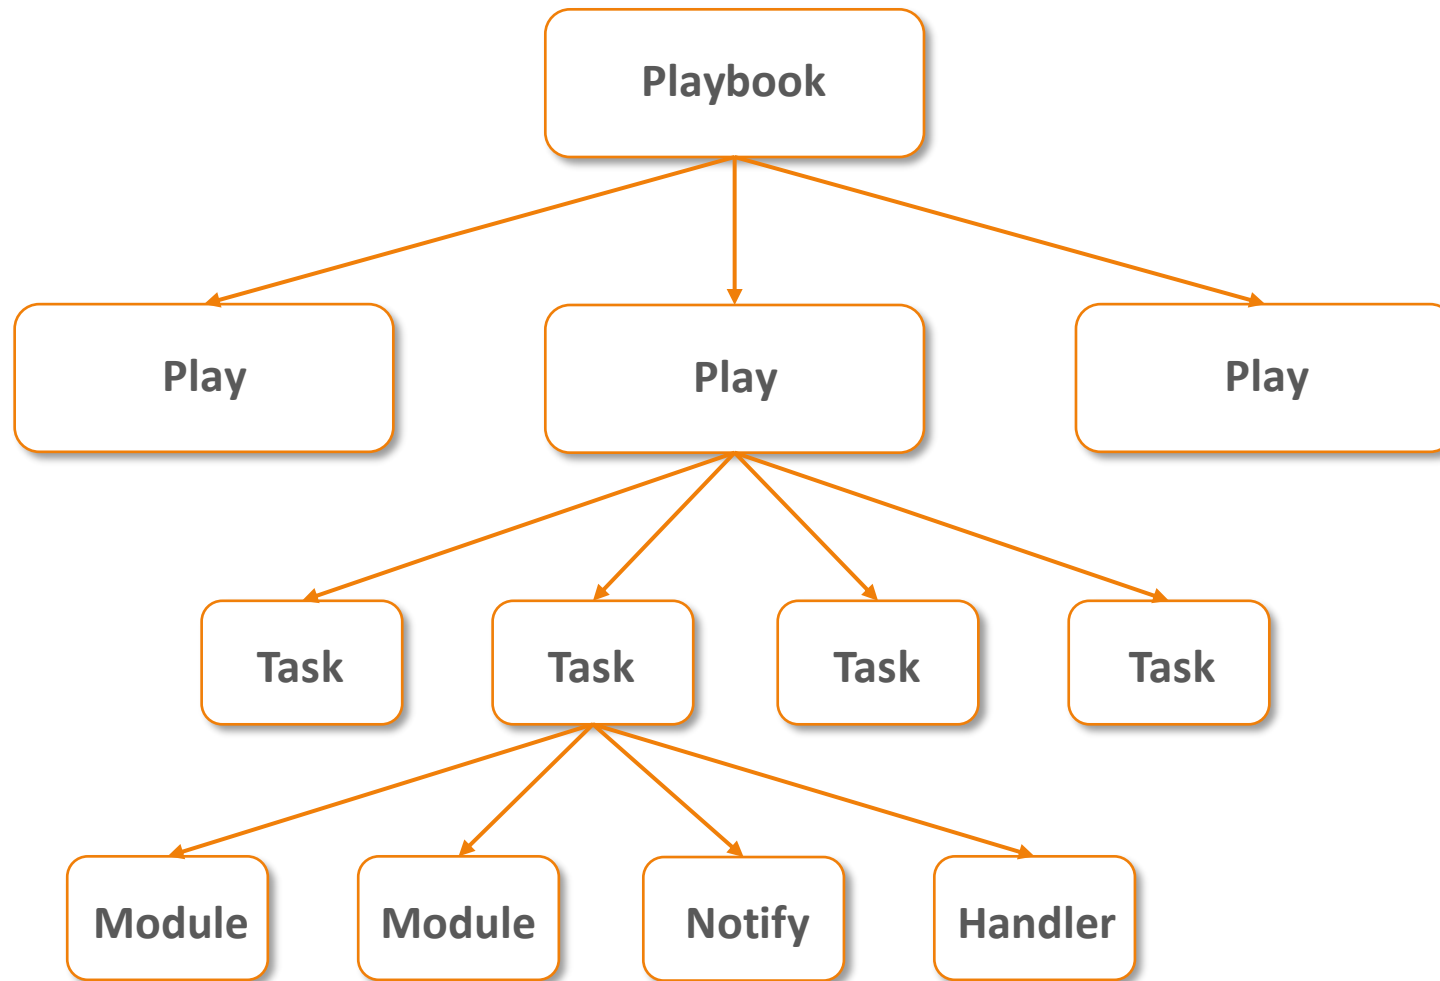 Playbook
Play
Play
Play
Task
Task
Task
Task
Module
Module
Notify
Handler